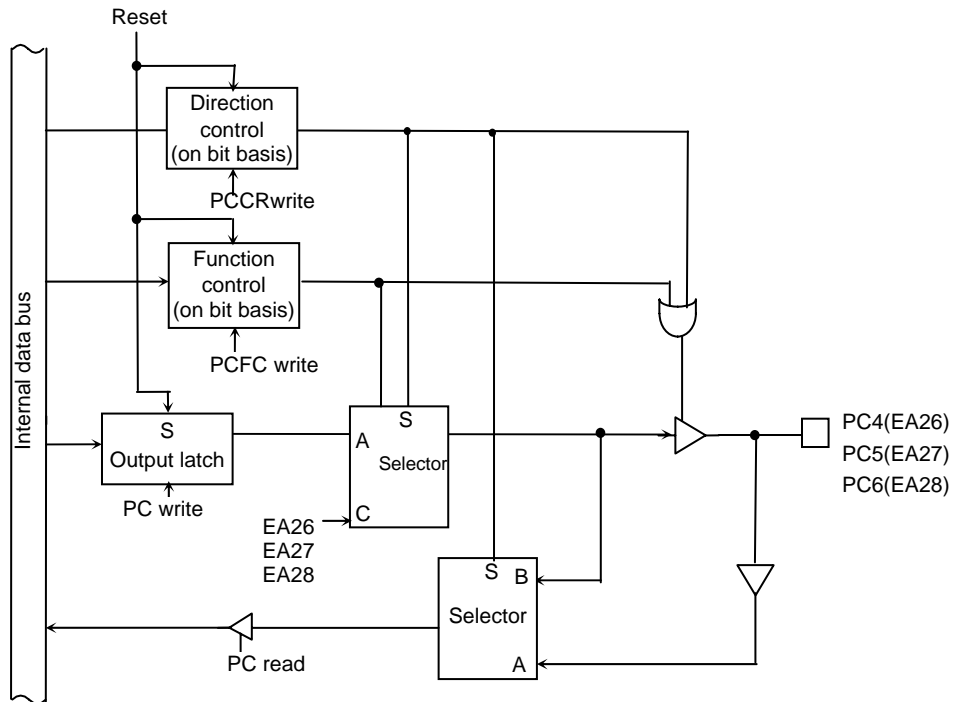 Reset
Direction
control
(on bit basis)
PCCRwrite
Function
control
(on bit basis)
PCFC write
Internal data bus
S
Output latch
PC write
S
A
Selector
C
EA26
EA27
EA28
PC4(EA26)
PC5(EA27)
PC6(EA28)
S
B
Selector
A
PC read